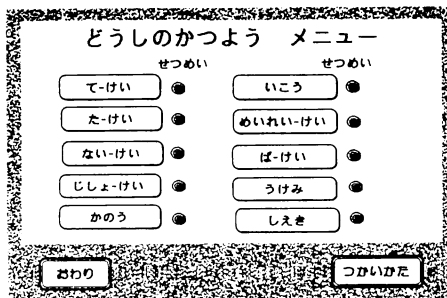 どうしのかつよう　メニュー
せつめい　せつめい
て-けい　いこう
た-けい　めいれい-けい
ない-けい　ば-けい
じしょ-けい　うけみ
かのう　しえき
おわり　つかいかた